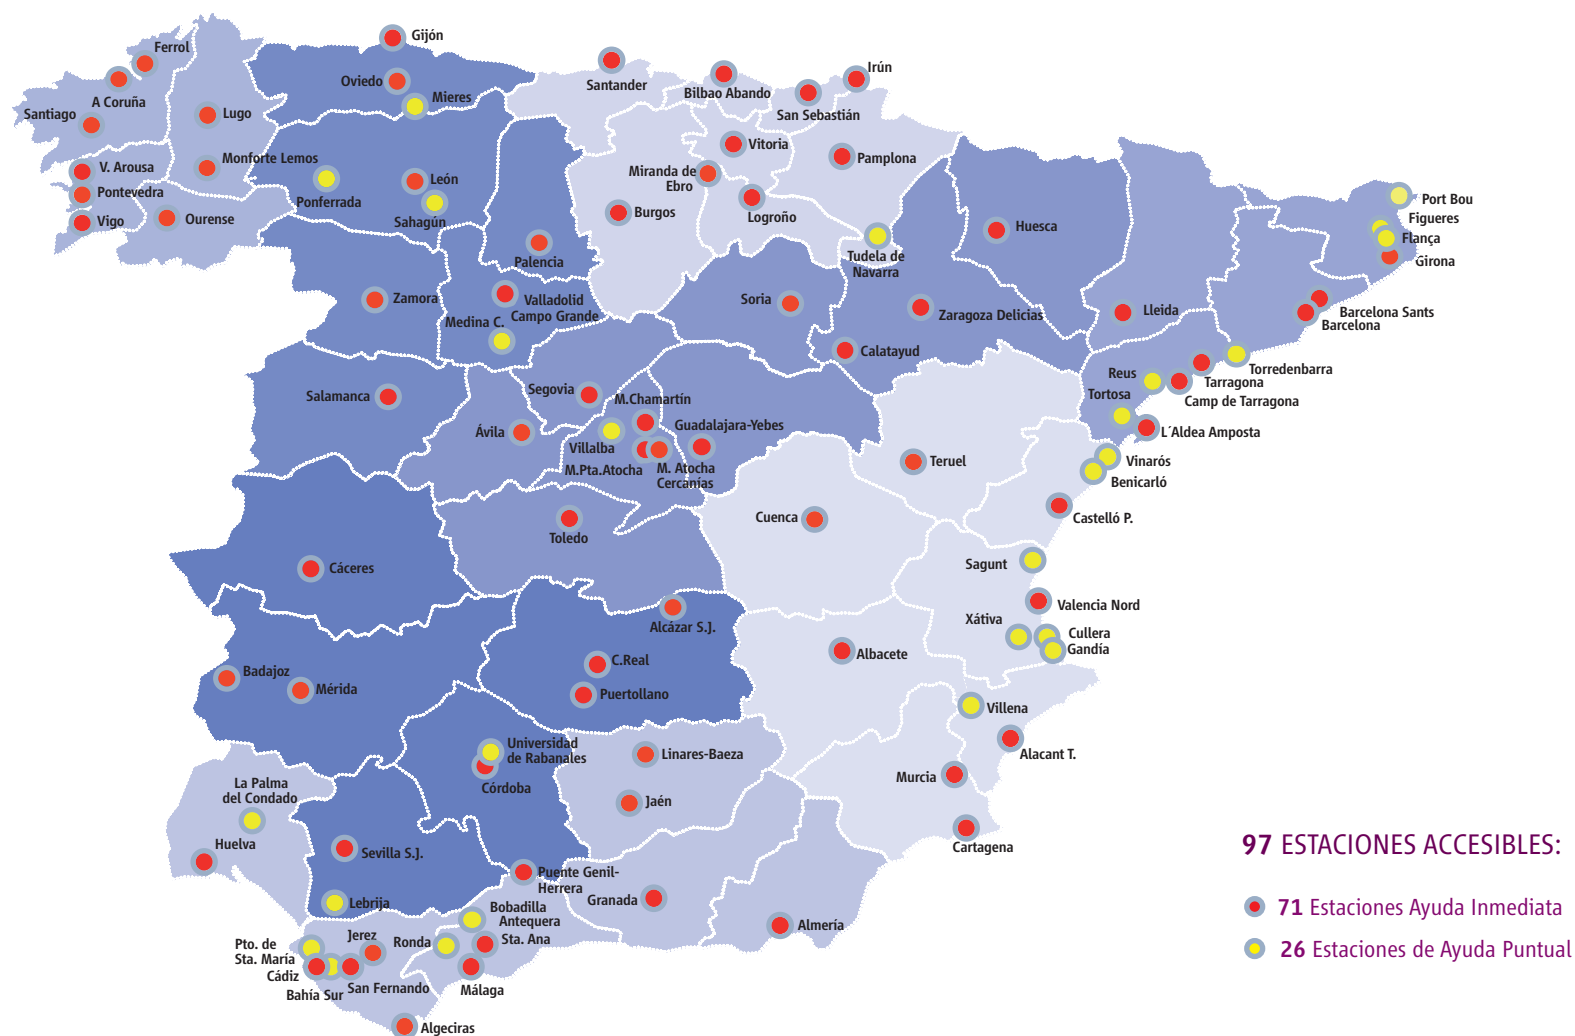 Gijón
Ferrol
Oviedo
Mieres
A Coruña
Santiago
Lugo
Santander
Bilbao Abando
Irún
San Sebastián
Vitoria
Pamplona
V. Arousa
Monforte Lemos
Pontevedra
Vigo
Ourense
León
Ponferrada
Sahagún
Palencia
Miranda de
Ebro
Burgos
Logroño
Tudela de
Navarra
Huesca
Port Bou
Figueres
Flança
Girona
Zamora
Valladolid
Campo Grande
Medina C.
Soria
Zaragoza Delicias
Calatayud
Lleida
Barcelona Sants
Barcelona
Torredenbarra
Tarragona
Camp de Tarragona
Reus
Tortosa
L´Aldea Amposta
Salamanca
Segovia
Ávila
M.Chamartín
Villalba
M.Pta.Atocha
M. Atocha
Cercanías
Guadalajara-Yebes
Teruel
Vinarós
Benicarló
Castelló P.
Cuenca
Toledo
Cáceres
Sagunt
Valencia Nord
Xátiva
Cullera
Gandía
Alcázar S.J.
C.Real
Puertollano
Albacete
Badajoz
Mérida
Villena
Alacant T.
Murcia
Cartagena
Universidad
de Rabanales
Córdoba
Linares-Baeza
Jaén
La Palma
del Condado
Huelva
Sevilla S.J.
Lebrija
Puente Genil-
Herrera
Granada
Almería
Bobadilla
Antequera
Sta. Ana
Ronda
Málaga
Jerez
Pto. de
Sta. María
Cádiz
Bahía Sur
San Fernando
Algeciras
97 ESTACIONES ACCESIBLES:
71 Estaciones Ayuda Inmediata
26 Estaciones de Ayuda Puntual